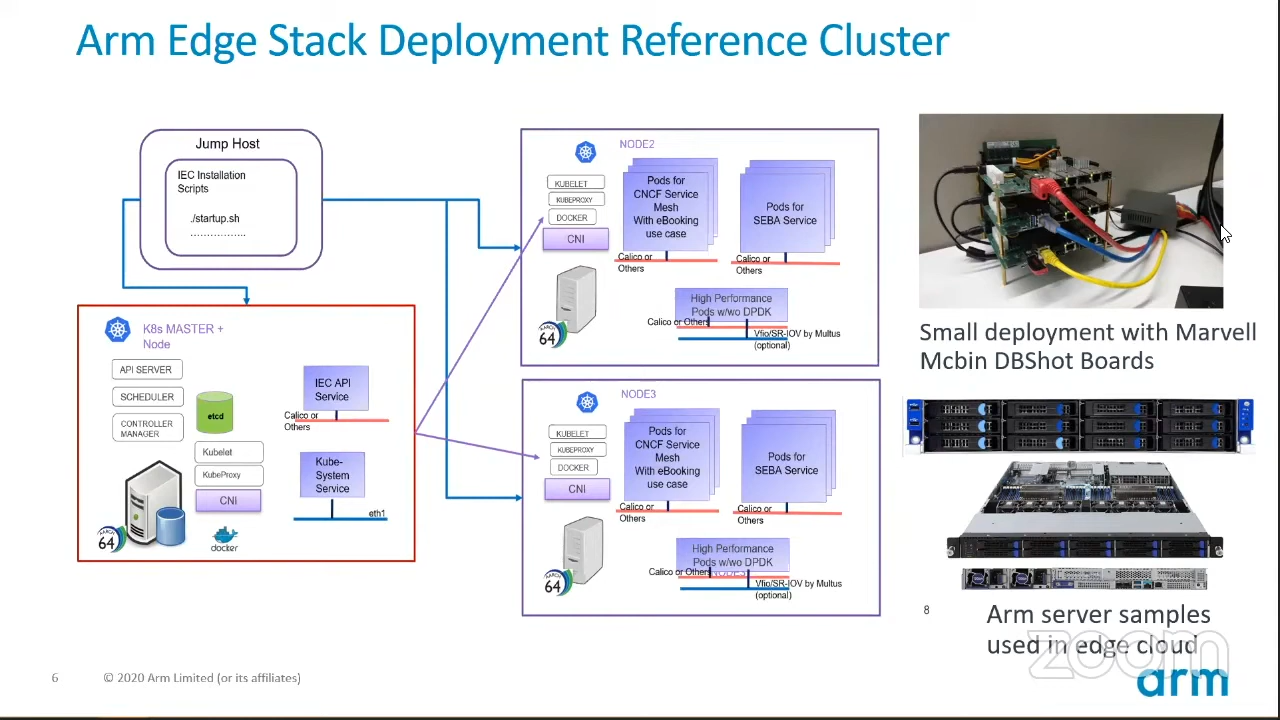 Arm Edge Stack Deployment Reference Cluster
Jump Host
IEC Installation
Scripts
./startup.sh
K8s MASTER +
Node
API SERVER
SCHEDULER
CONTROLLER
MANAGER
etcd
Kubelet
KubeProxy
CNI
64
docker
IEC API
Service
Calico or
Others
Kube-
System
Service
eth1
NODE2
KUBELET
KUBEPROXY
DOCKER
CNI
64
Pods for
CNCF Service
Mesh
With eBooking
use case
Calico or
Others
Pods for
SEBA Service
Calico or
Others
High Performance
Pods w/wo DPDK
Calico or Others
Vfio/SR-IOV by Multus
(optional)
NODE3
KUBELET
KUBEPROXY
DOCKER
CNI
64
Pods for
CNCF Service
Mesh
With eBooking
use case
Calico or
Others
Pods for
SEBA Service
Calico or
Others
High Performance
Pods w/wo DPDK
Calico or Others
Vfio/SR-IOV by Multus
(optional)
Small deployment with Marvell
Mcbin DBShot Boards
8
Arm server samples
used in edge cloud
zoom
arm
6
© 2020 Arm Limited (or its affiliates)